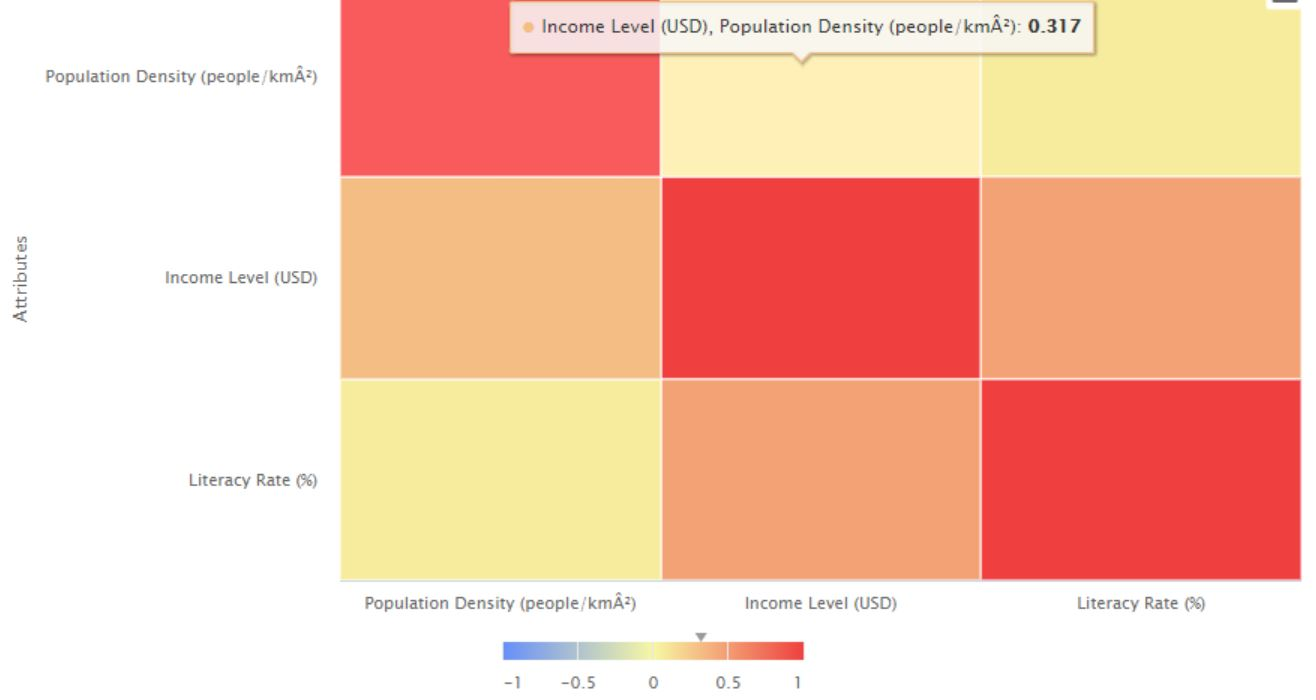 Income Level (USD), Population Density (people/kmÂ²): 0.317
Population Density (people/kmÂ²)
Attributes
Income Level (USD)
Literacy Rate (%)
Population Density (people/kmÂ²)
Income Level (USD)
Literacy Rate (%)
-1
-0.5
0
0.5
1